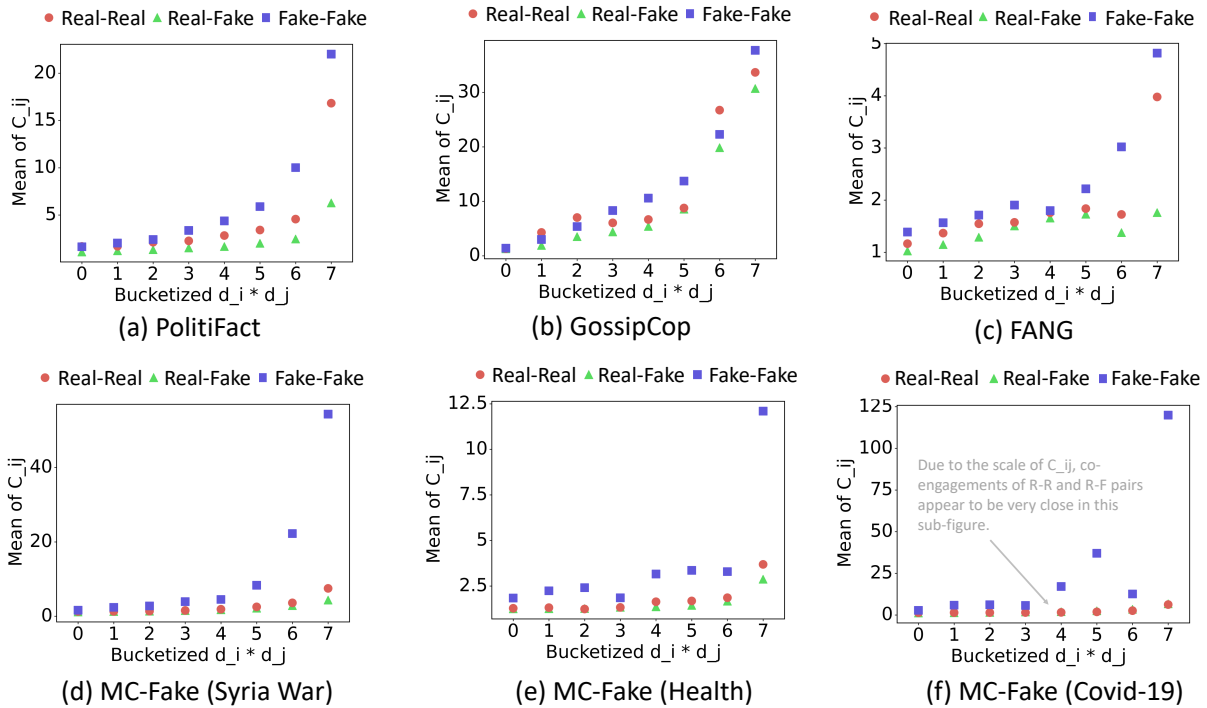 Real-Real Real-Fake Fake-Fake
20
15
10
5
Mean of C_ij
0 1 2 3 4 5 6 7
Bucketized d_i * d_j
(a) PolitiFact
Real-Real Real-Fake Fake-Fake
30
20
10
0
Mean of C_ij
0 1 2 3 4 5 6 7
Bucketized d_i * d_j
(b) GossipCop
Real-Real Real-Fake Fake-Fake
5
4
3
2
1
Mean of C_ij
0 1 2 3 4 5 6 7
Bucketized d_i * d_j
(c) FANG
Real-Real Real-Fake Fake-Fake
40
20
0
Mean of C_ij
0 1 2 3 4 5 6 7
Bucketized d_i * d_j
(d) MC-Fake (Syria War)
Real-Real Real-Fake Fake-Fake
12.5
10.0
7.5
5.0
2.5
0.0
Mean of C_ij
0 1 2 3 4 5 6 7
Bucketized d_i * d_j
(e) MC-Fake (Health)
Real-Real Real-Fake Fake-Fake
125
100
75
50
25
0
Mean of C_ij
Due to the scale of C_ij, co-
engagements of R-R and R-F pairs
appear to be very close in this
sub-figure.
0 1 2 3 4 5 6 7
Bucketized d_i * d_j
(f) MC-Fake (Covid-19)